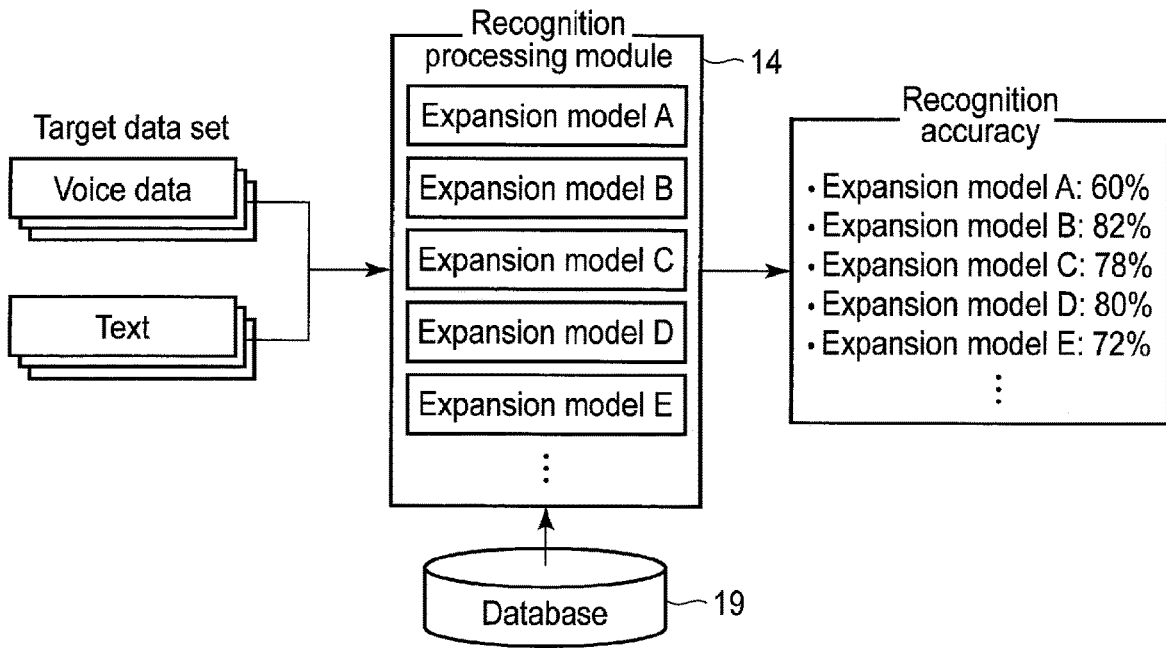 Target data set
Voice data
Text
Recognition
processing module
14
Expansion model A
Expansion model B
Expansion model C
Expansion model D
Expansion model E
⋮
Database
19
Recognition
accuracy
・Expansion model A: 60%
・Expansion model B: 82%
・Expansion model C: 78%
・Expansion model D: 80%
・Expansion model E: 72%
⋮